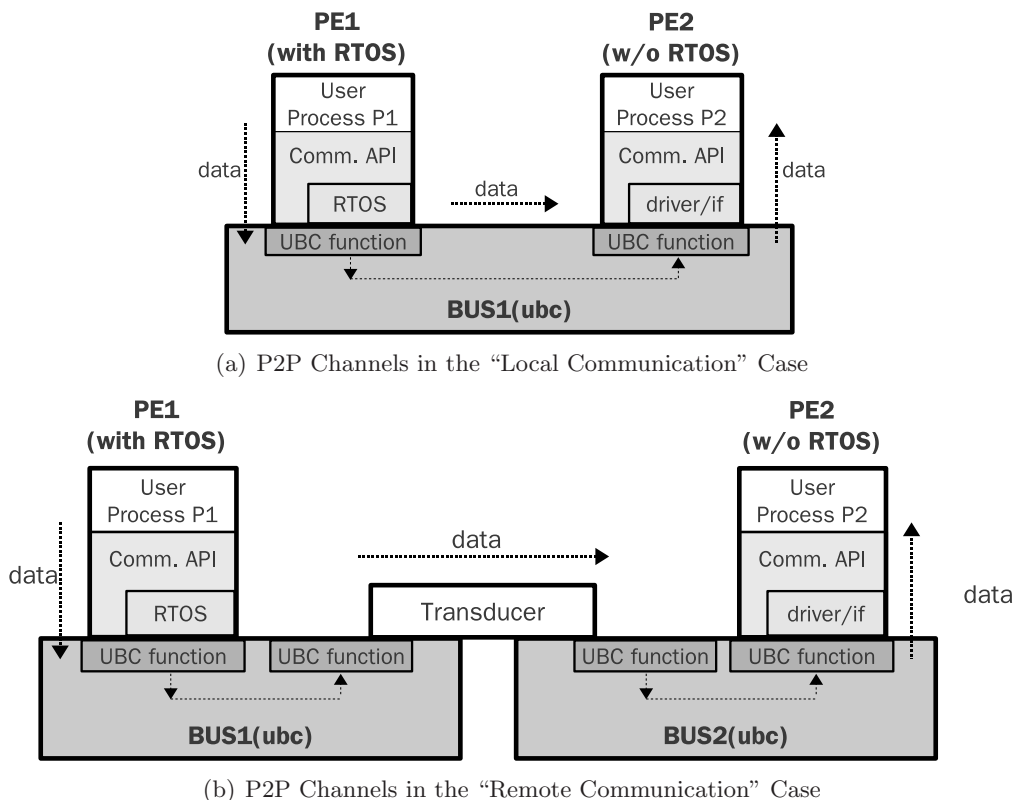 PE1
(with RTOS)
PE2
(w/o RTOS)
User
Process P1
User
Process P2
Comm. API
Comm. API
data
data
data
RTOS
driver/if
UBC function
UBC function
BUS1(ubc)
(a) P2P Channels in the “Local Communication” Case
PE1
(with RTOS)
PE2
(w/o RTOS)
User
Process P1
User
Process P2
data
Comm. API
Comm. API
data
data
RTOS
Transducer
driver/if
UBC function
UBC function
UBC function
UBC function
BUS1(ubc)
BUS2(ubc)
(b) P2P Channels in the “Remote Communication” Case